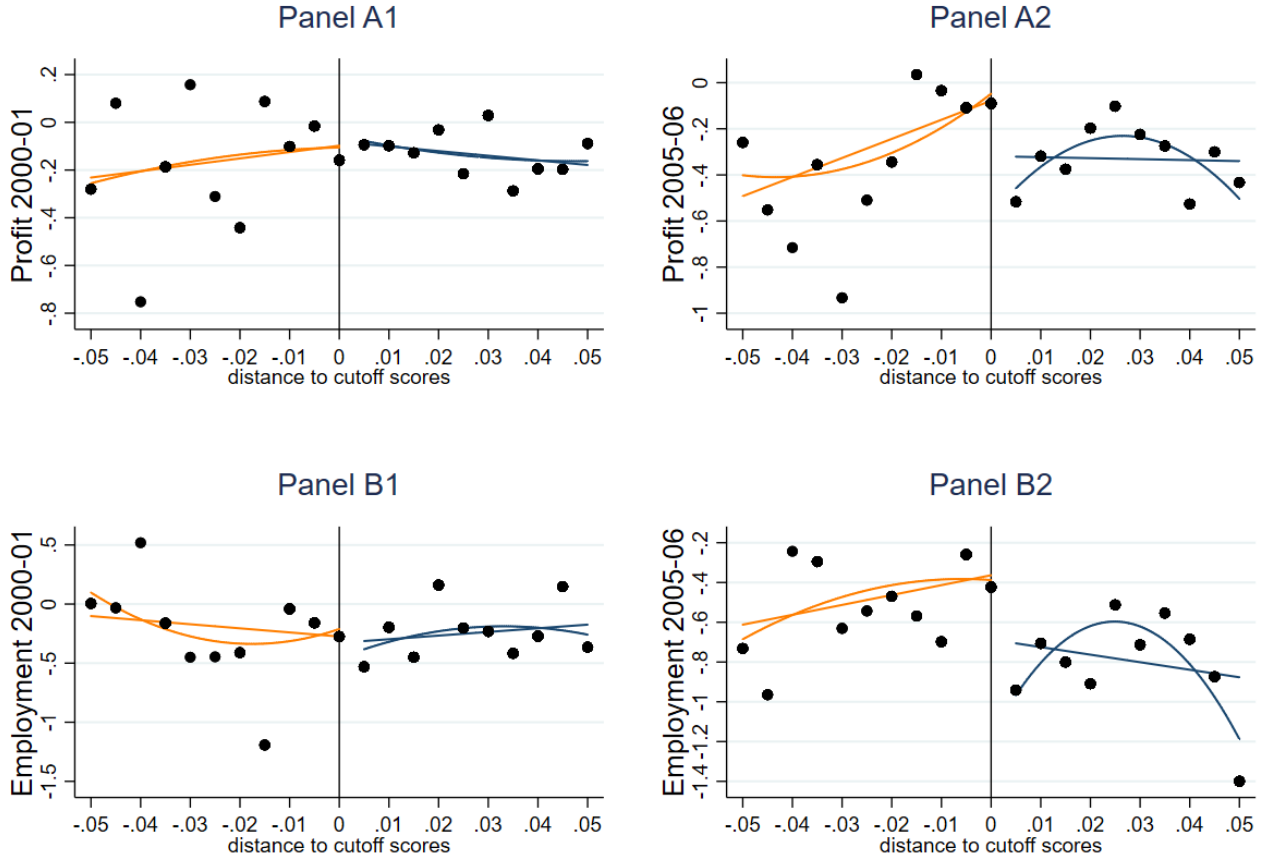 Panel A1
Profit 2000-01
.2
0
-.2
-.4
-.6
-.8
-.05 -.04 -.03 -.02 -.01 0 .01 .02 .03 .04 .05
distance to cutoff scores
Panel A2
Profit 2005-06
0
-.2
-.4
-.6
-.8
-1
-.05 -.04 -.03 -.02 -.01 0 .01 .02 .03 .04 .05
distance to cutoff scores
Panel B1
Employment 2000-01
.5
0
-.5
-1
-1.5
-.05 -.04 -.03 -.02 -.01 0 .01 .02 .03 .04 .05
distance to cutoff scores
Panel B2
Employment 2005-06
-.2
-.4
-.6
-.8
-1
-1.2
-1.4
-.05 -.04 -.03 -.02 -.01 0 .01 .02 .03 .04 .05
distance to cutoff scores